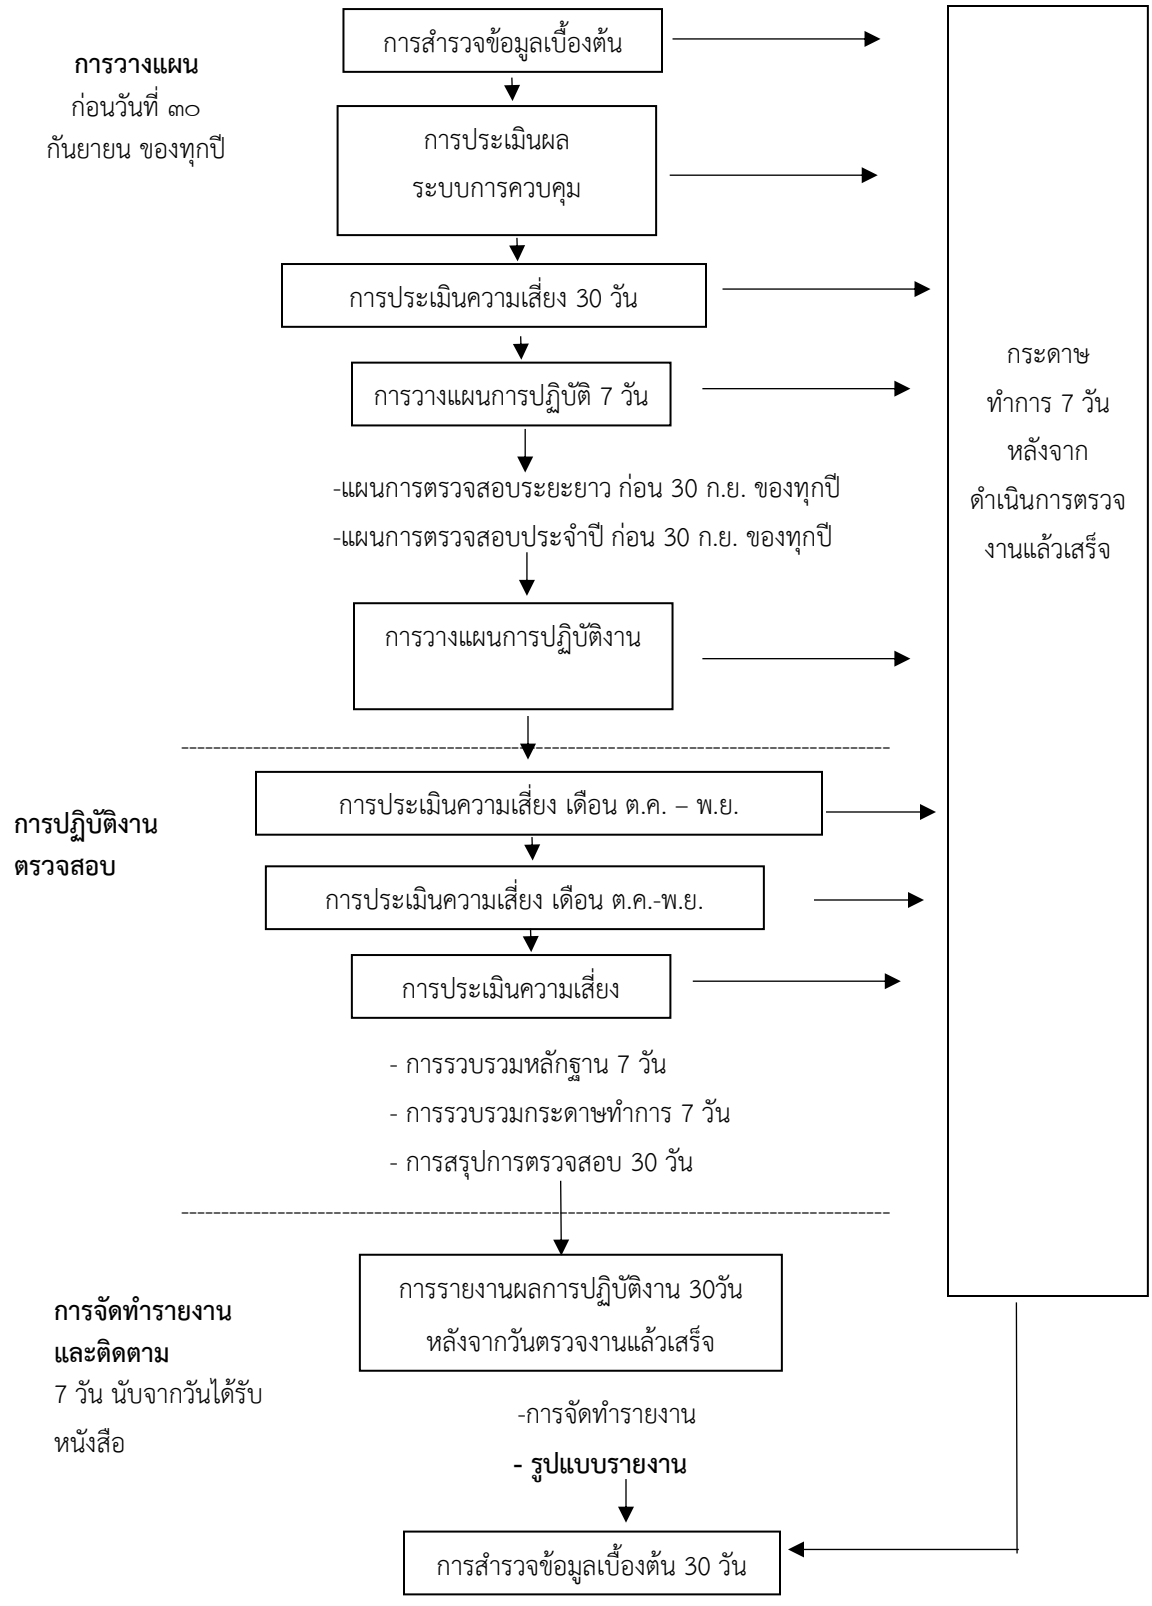 การสำรวจข้อมูลเบื้องต้น
การวางแผน
ก่อนวันที่ ๓๐
กันยายน ของทุกปี
การประเมินผล
ระบบการควบคุม
การประเมินความเสี่ยง 30 วัน
การวางแผนการปฏิบัติ 7 วัน
-แผนการตรวจสอบระยะยาว ก่อน 30 ก.ย. ของทุกปี
-แผนการตรวจสอบประจำปี ก่อน 30 ก.ย. ของทุกปี
การวางแผนการปฏิบัติงาน
กระดาษ
ทำการ 7 วัน
หลังจาก
ดำเนินการตรวจ
งานแล้วเสร็จ
การปฏิบัติงาน
ตรวจสอบ
การประเมินความเสี่ยง เดือน ต.ค. – พ.ย.
การประเมินความเสี่ยง เดือน ต.ค.-พ.ย.
การประเมินความเสี่ยง
- การรวบรวมหลักฐาน 7 วัน
- การรวบรวมกระดาษทำการ 7 วัน
- การสรุปการตรวจสอบ 30 วัน
การจัดทำรายงาน
และติดตาม
7 วัน นับจากวันได้รับ
หนังสือ
การรายงานผลการปฏิบัติงาน 30วัน
หลังจากวันตรวจงานแล้วเสร็จ
-การจัดทำรายงาน
- รูปแบบรายงาน
การสำรวจข้อมูลเบื้องต้น 30 วัน